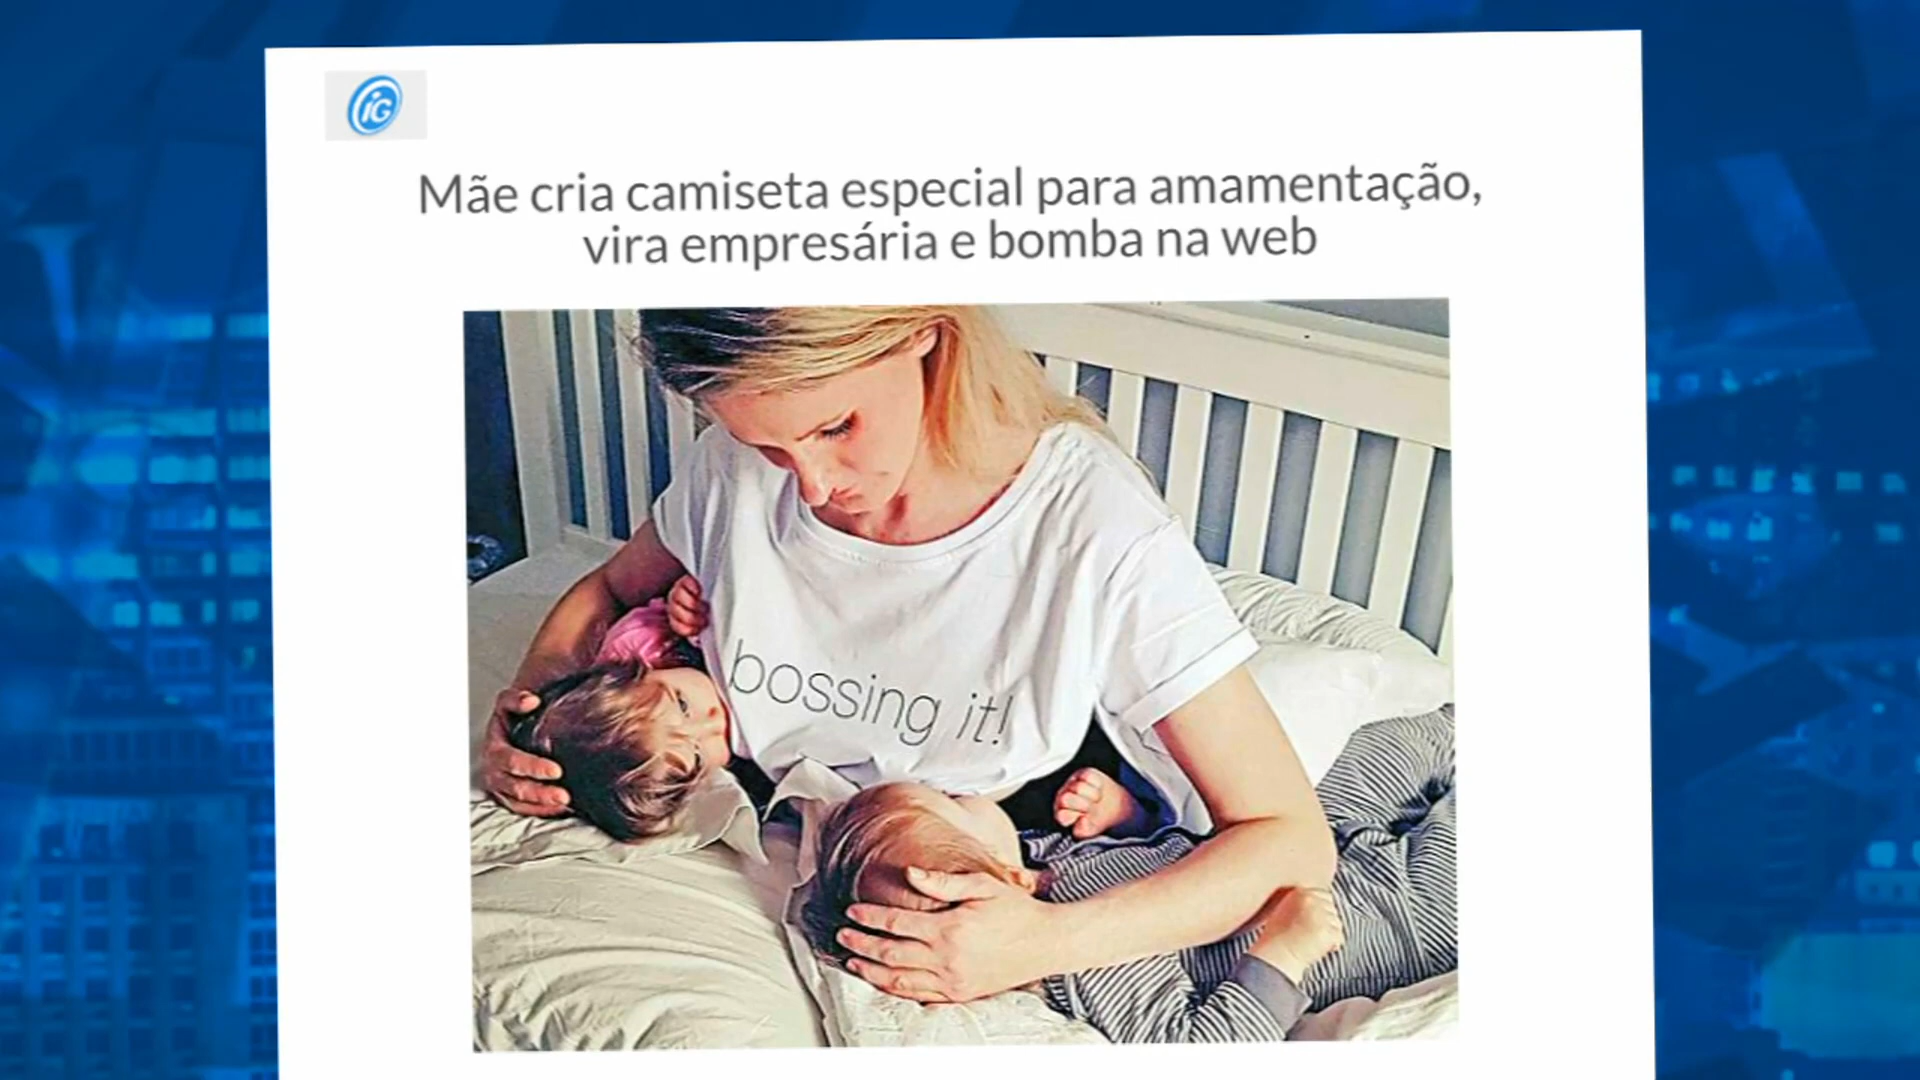 iG
Mãe cria camiseta especial para amamentação,
vira empresária e bomba na web
bossing it!